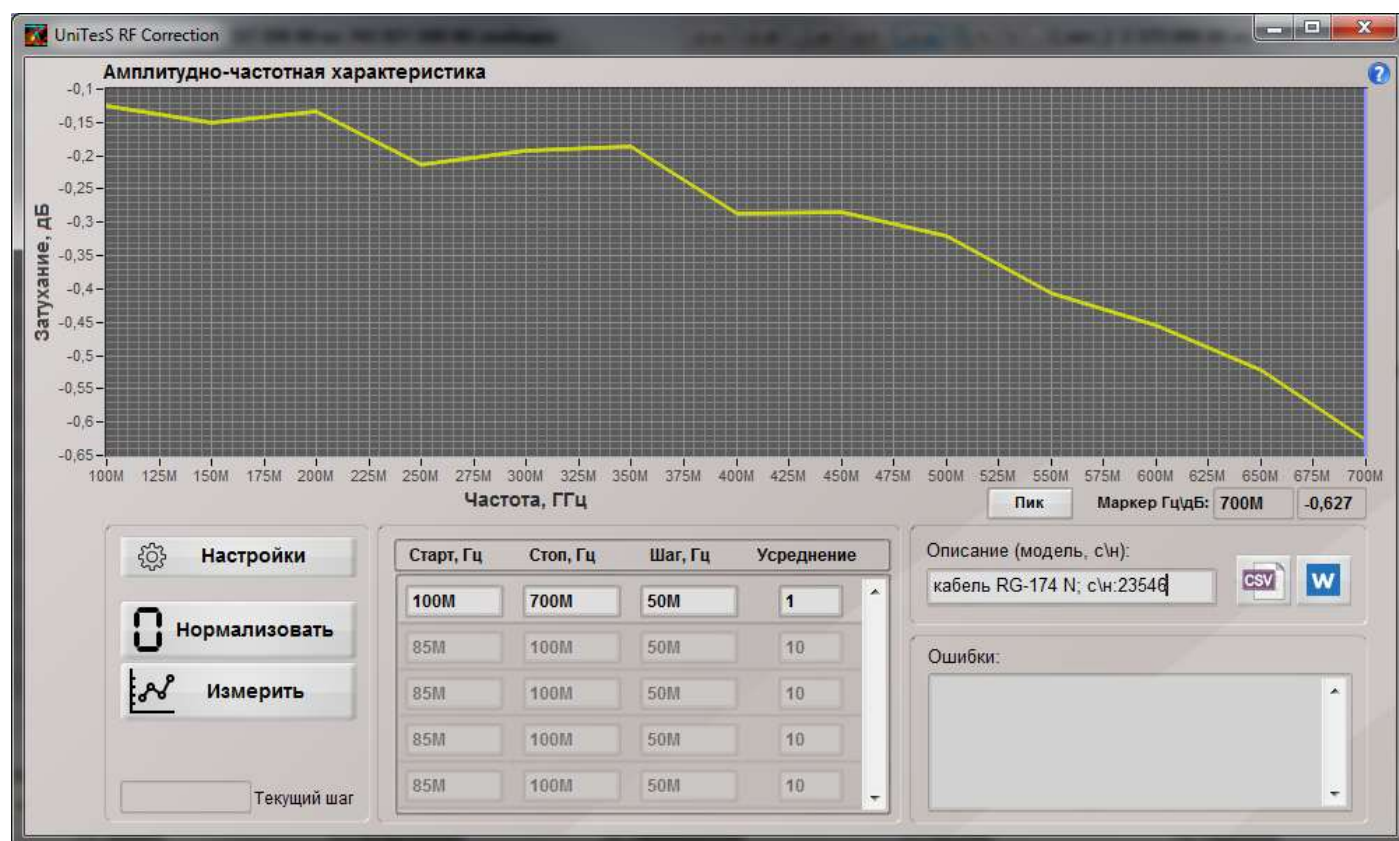 UniTesS RF Correction
Амплитудно-частотная характеристика
-0,1
-0,15
-0,2
-0,25
-0,3
-0,35
-0,4
-0,45
-0,5
-0,55
-0,6
-0,65
Затухание, дБ
100M 125M 150M 175M 200M 225M 250M 275M 300M 325M 350M 375M 400M 425M 450M 475M 500M 525M 550M 575M 600M 625M 650M 675M 700M
Частота, ГГц
Пик Маркер Гц\дБ: 700M -0,627
Настройки
0 Нормализовать
Измерить
Текущий шаг
Старт, Гц Стоп, Гц Шаг, Гц Усреднение
100M 700M 50M 1
85M 100M 50M 10
85M 100M 50M 10
85M 100M 50M 10
85M 100M 50M 10
Описание (модель, с\н):
кабель RG-174 N; с\н:23546
CSV W
Ошибки: